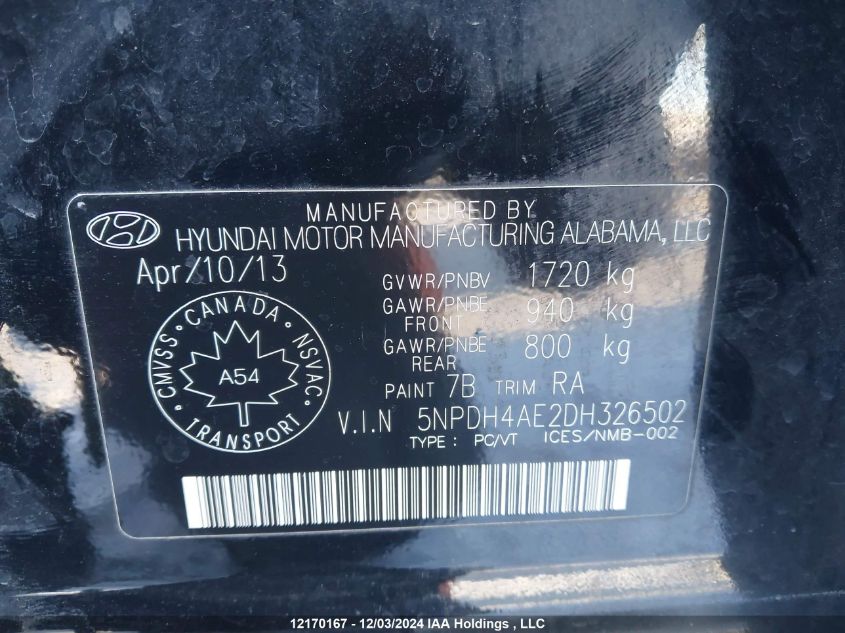 MANUFACTURED BY
HYUNDAI MOTOR MANUFACTURING ALABAMA, LLC
Apr/10/13
GVWR/PNBV 1720 kg
GAWR/PNBE FRONT 940 kg
GAWR/PNBE REAR 800 kg
PAINT 7B TRIM RA
CANADA
CMVSS · NSVAC
A54
TRANSPORT
V.I.N 5NPDH4AE2DH326502
TYPE : PC/VT ICES/NMB-002
12170167 - 12/03/2024 IAA Holdings , LLC